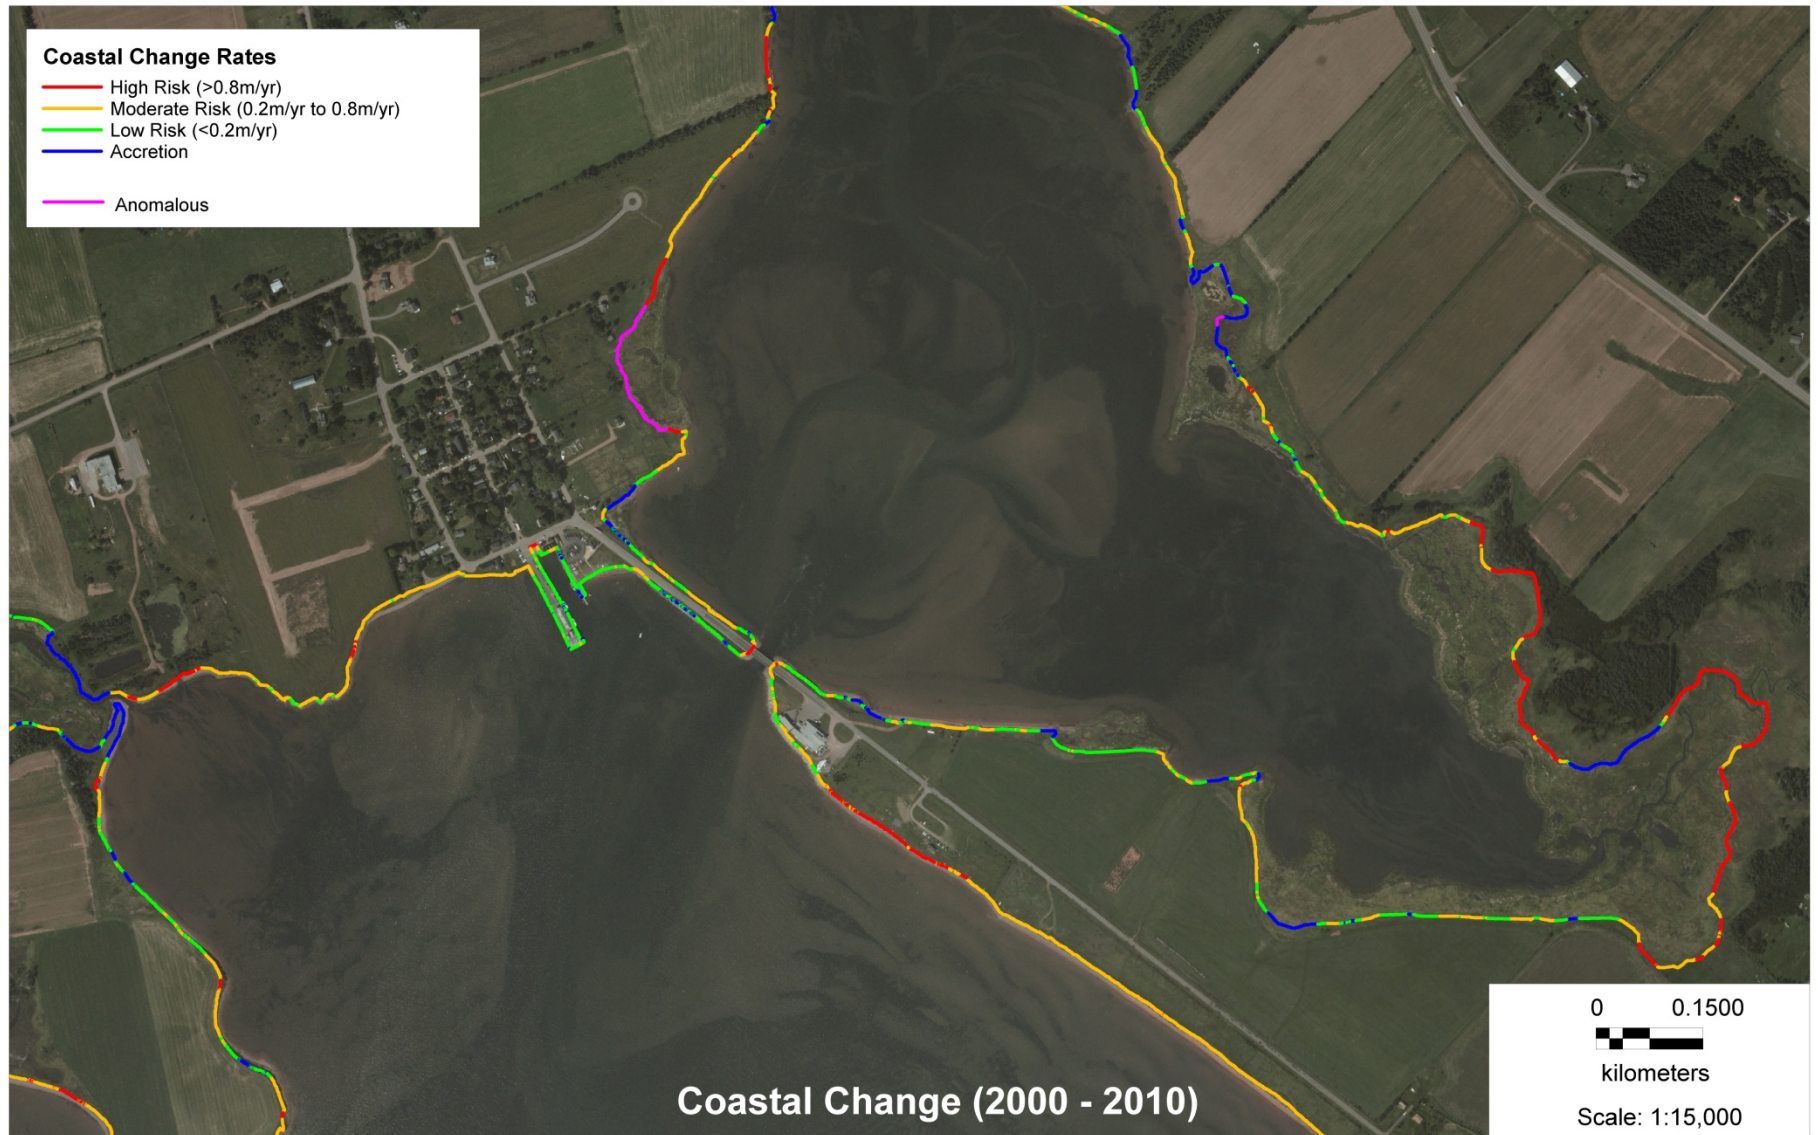 Coastal Change Rates
High Risk (>0.8m/yr)
Moderate Risk (0.2m/yr to 0.8m/yr)
Low Risk (<0.2m/yr)
Accretion
Anomalous
Coastal Change (2000 - 2010)
0 0.1500
kilometers
Scale: 1:15,000